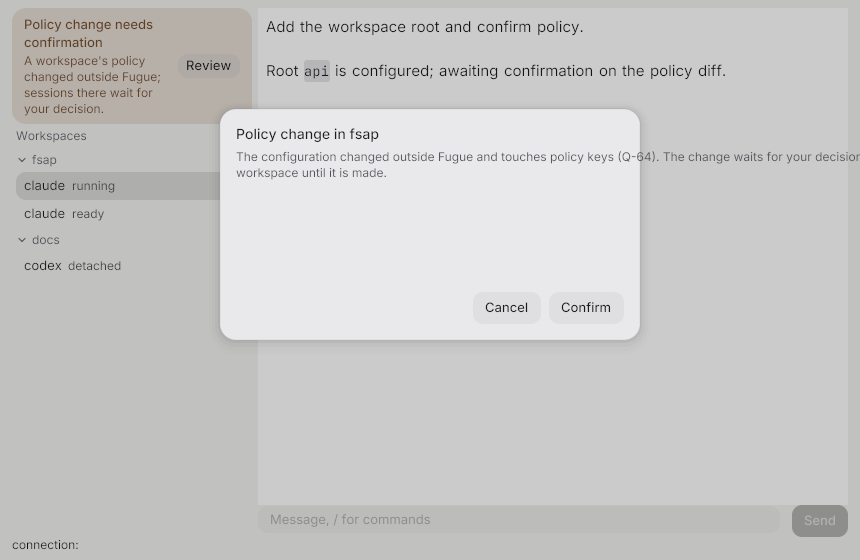 Policy change needs
confirmation
A workspace's policy
changed outside Fugue;
sessions there wait for
your decision.
Review
Workspaces
fsap
claude running
claude ready
docs
codex detached
connection:
Add the workspace root and confirm policy.
Root api is configured; awaiting confirmation on the policy diff.
Policy change in fsap
The configuration changed outside Fugue and touches policy keys (Q-64). The change waits for your decision
workspace until it is made.
Cancel
Confirm
Message, / for commands
Send